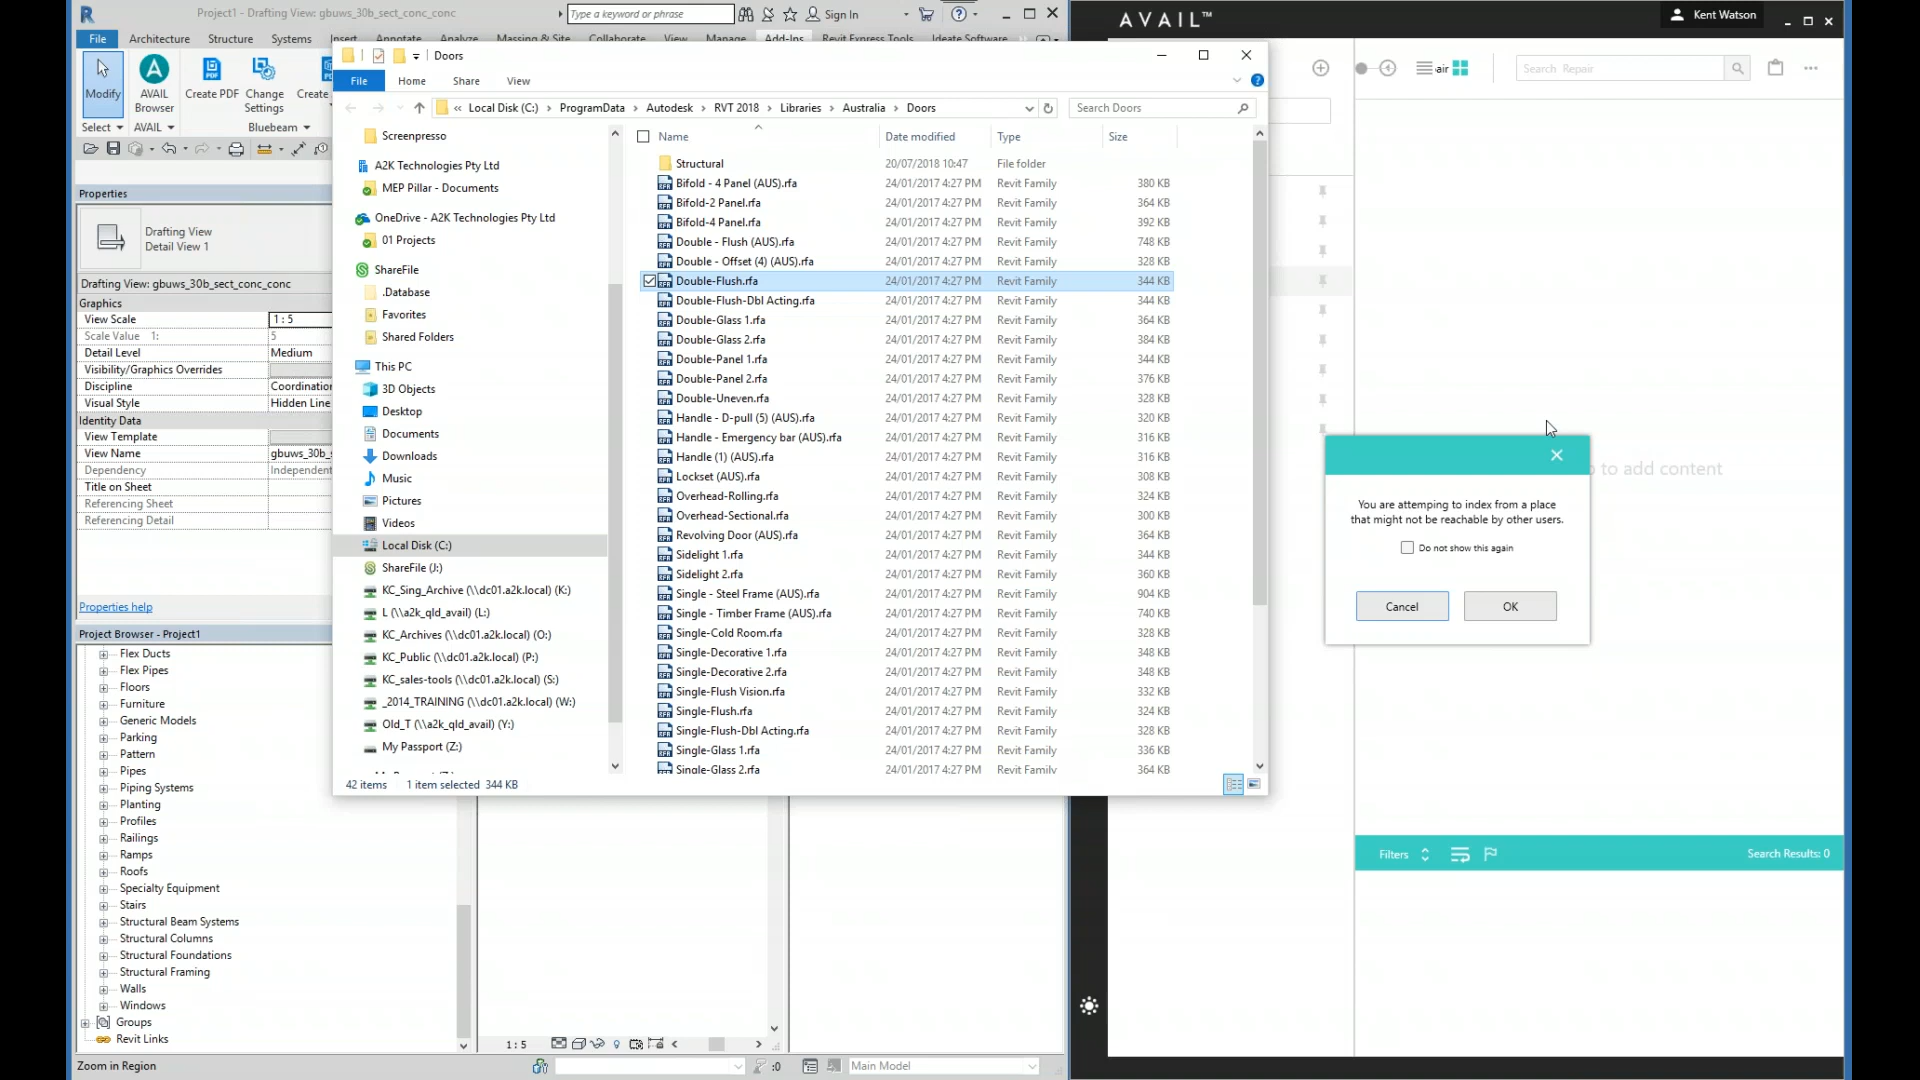 Project1 - Drafting View: gbuws_30b_sect_conc_conc
Type a keyword or phrase
Sign In
File
Architecture
Structure
Systems
Insert
Annotate
Analyze
Massing & Site
Collaborate
View
Manage
Add-Ins
Revit Express Tools
Ideate Software
Modify
AVAIL
Browser
Create PDF
Change
Settings
Create
Select
AVAIL
Bluebeam
Properties
Drafting View
Detail View 1
Drafting View: gbuws_30b_sect_conc_conc
Graphics
View Scale
1 : 5
Scale Value 1:
5
Detail Level
Medium
Visibility/Graphics Overrides
Discipline
Coordination
Visual Style
Hidden Line
Identity Data
View Template
View Name
gbuws_30b_s
Dependency
Independent
Title on Sheet
Referencing Sheet
Referencing Detail
Properties help
Project Browser - Project1
Flex Ducts
Flex Pipes
Floors
Furniture
Generic Models
Parking
Pattern
Pipes
Piping Systems
Planting
Profiles
Railings
Ramps
Roofs
Specialty Equipment
Stairs
Structural Beam Systems
Structural Columns
Structural Foundations
Structural Framing
Walls
Windows
Groups
Revit Links
Zoom in Region
1 : 5
:0
Main Model
Doors
File
Home
Share
View
« Local Disk (C:) › ProgramData › Autodesk › RVT 2018 › Libraries › Australia › Doors
Search Doors
Screenpresso
A2K Technologies Pty Ltd
MEP Pillar - Documents
OneDrive - A2K Technologies Pty Ltd
01 Projects
ShareFile
.Database
Favorites
Shared Folders
This PC
3D Objects
Desktop
Documents
Downloads
Music
Pictures
Videos
Local Disk (C:)
ShareFile (J:)
KC_Sing_Archive (\\dc01.a2k.local) (K:)
L (\\a2k_qld_avail) (L:)
KC_Archives (\\dc01.a2k.local) (O:)
KC_Public (\\dc01.a2k.local) (P:)
KC_sales-tools (\\dc01.a2k.local) (S:)
_2014_TRAINING (\\dc01.a2k.local) (W:)
Old_T (\\a2k_qld_avail) (Y:)
My Passport (Z:)
Name Date modified Type Size
Structural 20/07/2018 10:47 File folder
Bifold - 4 Panel (AUS).rfa 24/01/2017 4:27 PM Revit Family 380 KB
Bifold-2 Panel.rfa 24/01/2017 4:27 PM Revit Family 364 KB
Bifold-4 Panel.rfa 24/01/2017 4:27 PM Revit Family 392 KB
Double - Flush (AUS).rfa 24/01/2017 4:27 PM Revit Family 748 KB
Double - Offset (4) (AUS).rfa 24/01/2017 4:27 PM Revit Family 328 KB
Double-Flush.rfa 24/01/2017 4:27 PM Revit Family 344 KB
Double-Flush-Dbl Acting.rfa 24/01/2017 4:27 PM Revit Family 344 KB
Double-Glass 1.rfa 24/01/2017 4:27 PM Revit Family 364 KB
Double-Glass 2.rfa 24/01/2017 4:27 PM Revit Family 384 KB
Double-Panel 1.rfa 24/01/2017 4:27 PM Revit Family 344 KB
Double-Panel 2.rfa 24/01/2017 4:27 PM Revit Family 376 KB
Double-Uneven.rfa 24/01/2017 4:27 PM Revit Family 328 KB
Handle - D-pull (5) (AUS).rfa 24/01/2017 4:27 PM Revit Family 320 KB
Handle - Emergency bar (AUS).rfa 24/01/2017 4:27 PM Revit Family 316 KB
Handle (1) (AUS).rfa 24/01/2017 4:27 PM Revit Family 316 KB
Lockset (AUS).rfa 24/01/2017 4:27 PM Revit Family 308 KB
Overhead-Rolling.rfa 24/01/2017 4:27 PM Revit Family 324 KB
Overhead-Sectional.rfa 24/01/2017 4:27 PM Revit Family 300 KB
Revolving Door (AUS).rfa 24/01/2017 4:27 PM Revit Family 364 KB
Sidelight 1.rfa 24/01/2017 4:27 PM Revit Family 344 KB
Sidelight 2.rfa 24/01/2017 4:27 PM Revit Family 360 KB
Single - Steel Frame (AUS).rfa 24/01/2017 4:27 PM Revit Family 904 KB
Single - Timber Frame (AUS).rfa 24/01/2017 4:27 PM Revit Family 740 KB
Single-Cold Room.rfa 24/01/2017 4:27 PM Revit Family 328 KB
Single-Decorative 1.rfa 24/01/2017 4:27 PM Revit Family 348 KB
Single-Decorative 2.rfa 24/01/2017 4:27 PM Revit Family 348 KB
Single-Flush Vision.rfa 24/01/2017 4:27 PM Revit Family 332 KB
Single-Flush.rfa 24/01/2017 4:27 PM Revit Family 324 KB
Single-Flush-Dbl Acting.rfa 24/01/2017 4:27 PM Revit Family 328 KB
Single-Glass 1.rfa 24/01/2017 4:27 PM Revit Family 336 KB
Single-Glass 2.rfa 24/01/2017 4:27 PM Revit Family 364 KB
42 items 1 item selected 344 KB
AVAIL™
Kent Watson
air
Search Repair
to add content
You are attemping to index from a place
that might not be reachable by other users.
Do not show this again
Cancel
OK
Filters
Search Results: 0